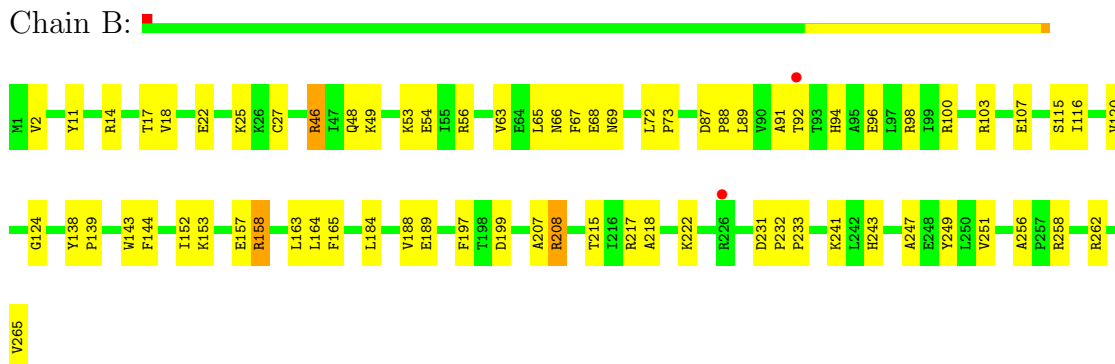 Chain B:
M1 V2 Y11 R14 T17 V18 E22 K25 K26 C27 R46 I47 Q48 K49 K53 E54 I55 R56 V63 E64 L65 N66 F67 E68 N69 L72 P73 D87 P88 L89 V90 A91 T92 T93 H94 A95 E96 L97 R98 I99 R100 R103 E107 S115 I116
G124 Y138 P139 W143 F144 I152 K153 E157 R158 L163 L164 F165 L184 V188 E189 F197 T198 D199 A207 R208 T215 I216 R217 A218 K222 R226 D231 P232 P233 K241 L242 H243 A247 E248 Y249 L250 V251 A256 P257 R258 R262
V265